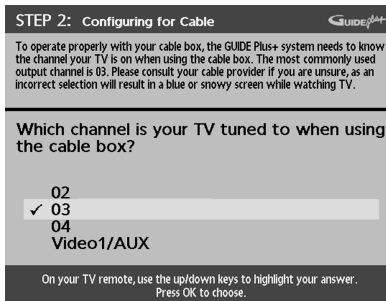 STEP 2: Configuring for Cable GUIDE plus+
To operate properly with your cable box, the GUIDE Plus+ system needs to know
the channel your TV is on when using the cable box. The most commonly used
output channel is 03. Please consult your cable provider if you are unsure, as an
incorrect selection will result in a blue or snowy screen while watching TV.
Which channel is your TV tuned to when using
the cable box?
02
✓ 03
04
Video1/AUX
On your TV remote, use the up/down keys to highlight your answer.
Press OK to choose.